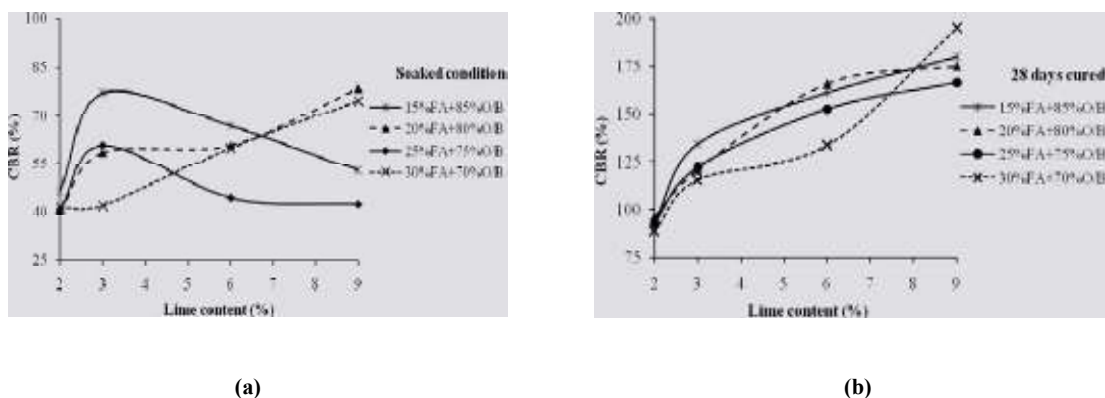 100
85
70
55
40
25
CBR (%)
2 3 4 5 6 7 8 9
Lime content (%)
Soaked condition
15%FA+85%O/B
20%FA+80%O/B
25%FA+75%O/B
30%FA+70%O/B
(a)
200
175
150
125
100
75
CBR (%)
2 3 4 5 6 7 8 9
Lime content (%)
28 days cured
15%FA+85%O/B
20%FA+80%O/B
25%FA+75%O/B
30%FA+70%O/B
(b)